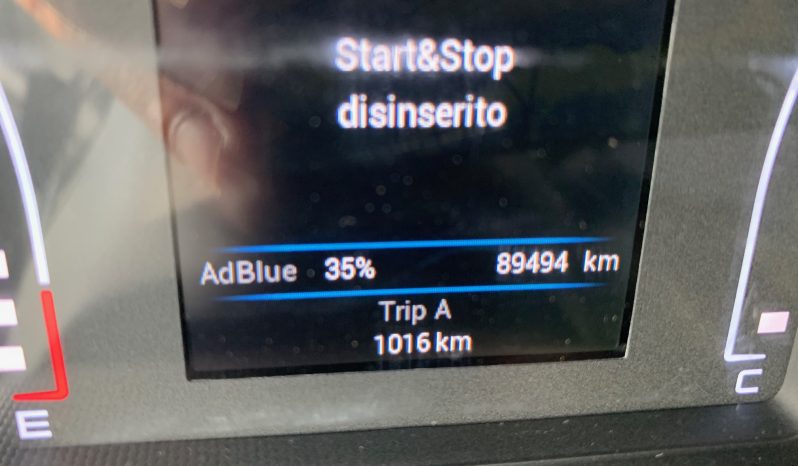 Start&Stop
disinserito
AdBlue 35% 89494 km
Trip A
1016 km
E
C